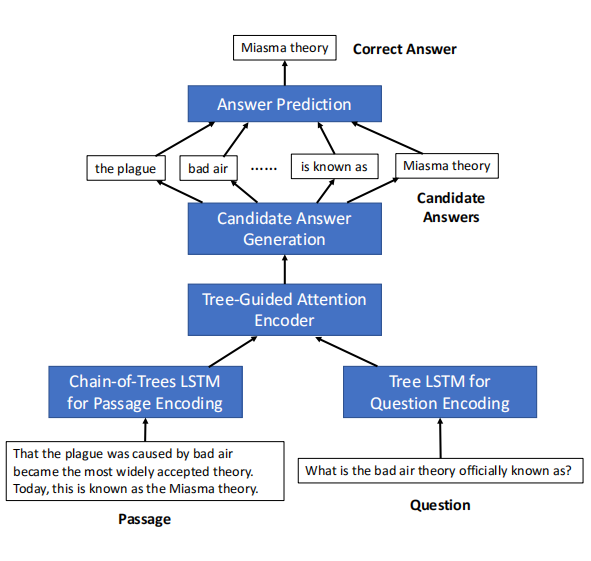 Miasma theory
Correct Answer
Answer Prediction
the plague
bad air
......
is known as
Miasma theory
Candidate
Answers
Candidate Answer
Generation
Tree-Guided Attention
Encoder
Chain-of-Trees LSTM
for Passage Encoding
Tree LSTM for
Question Encoding
That the plague was caused by bad air
became the most widely accepted theory.
Today, this is known as the Miasma theory.
What is the bad air theory officially known as?
Passage
Question